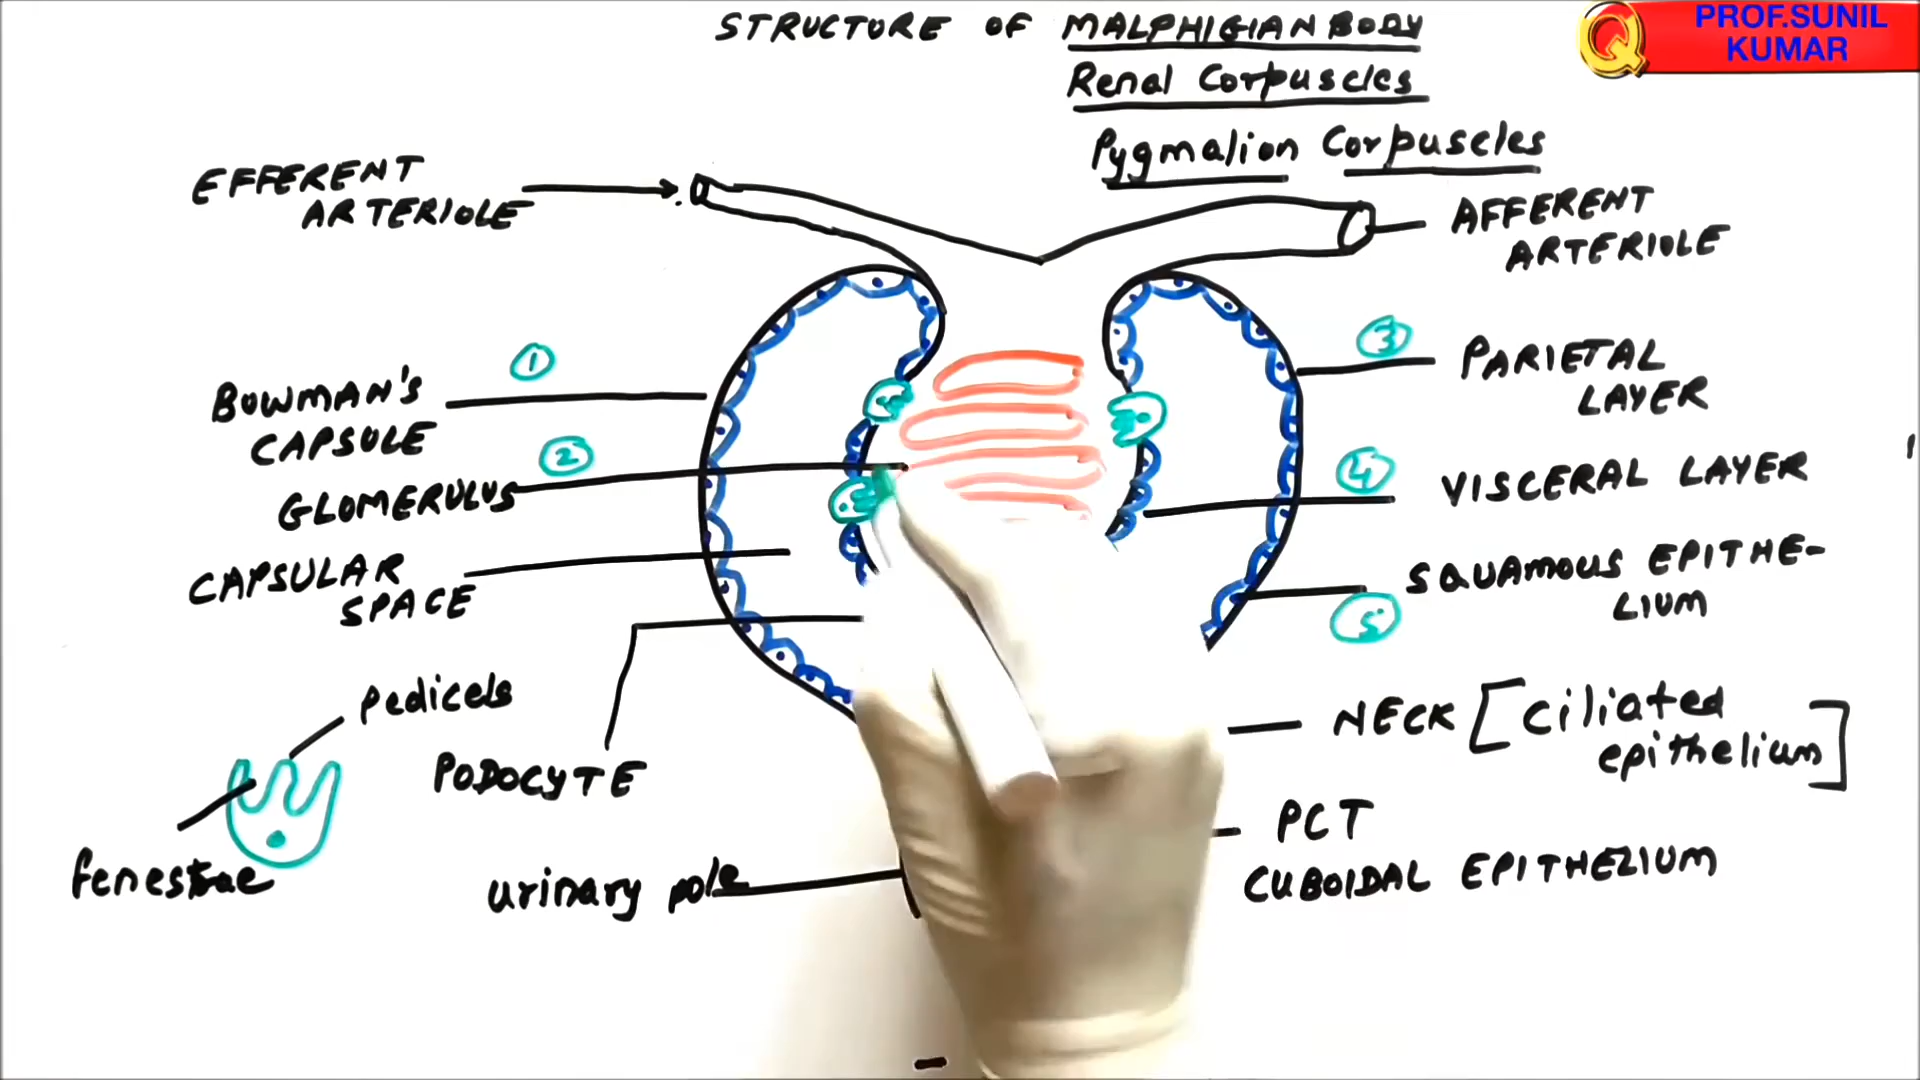 STRUCTURE OF MALPHIGIAN BODY
Renal Corpuscles
Pygmalion Corpuscles
Q
PROF.SUNIL
KUMAR
EFFERENT
ARTERIOLE
AFFERENT
ARTERIOLE
1
BOWMAN'S
CAPSULE
2
GLOMERULUS
CAPSULAR
SPACE
Pedicels
PODOCYTE
fenestrae
urinary pole
3
PARIETAL
LAYER
4
VISCERAL LAYER
SQUAMOUS EPITHE-
LIUM
5
NECK [Ciliated
epithelium]
PCT
CUBOIDAL EPITHELIUM